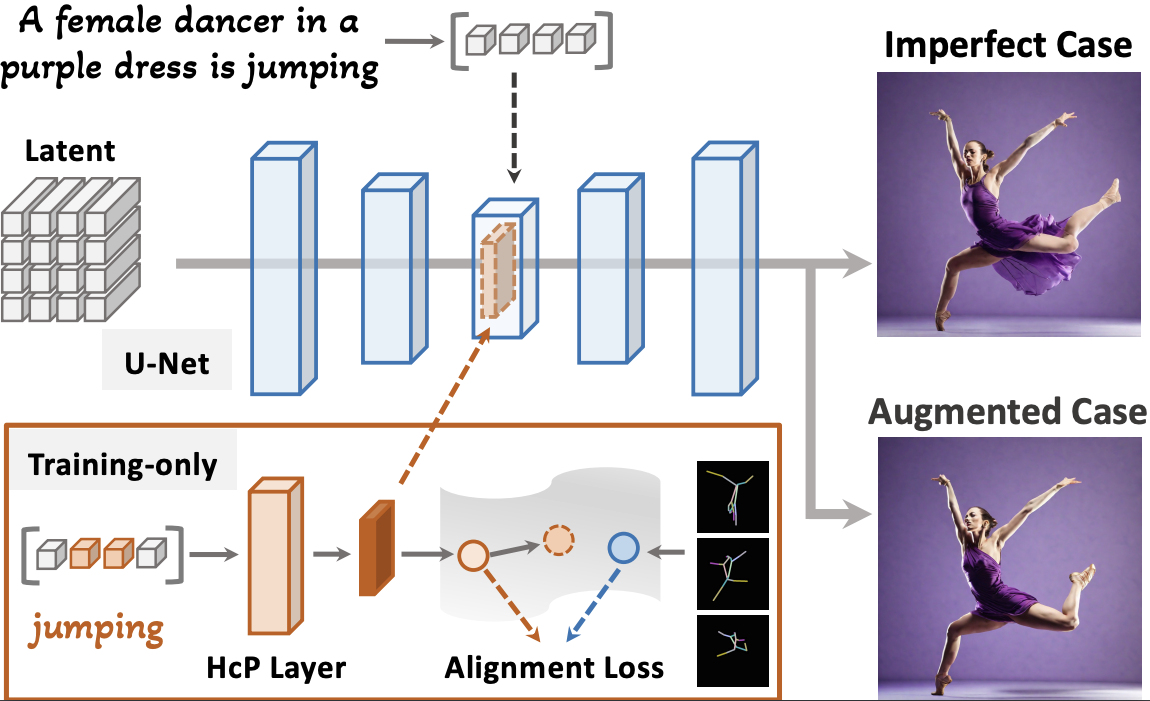 A female dancer in a
purple dress is jumping
Imperfect Case
Latent
U-Net
Augmented Case
Training-only
jumping
HcP Layer
Alignment Loss